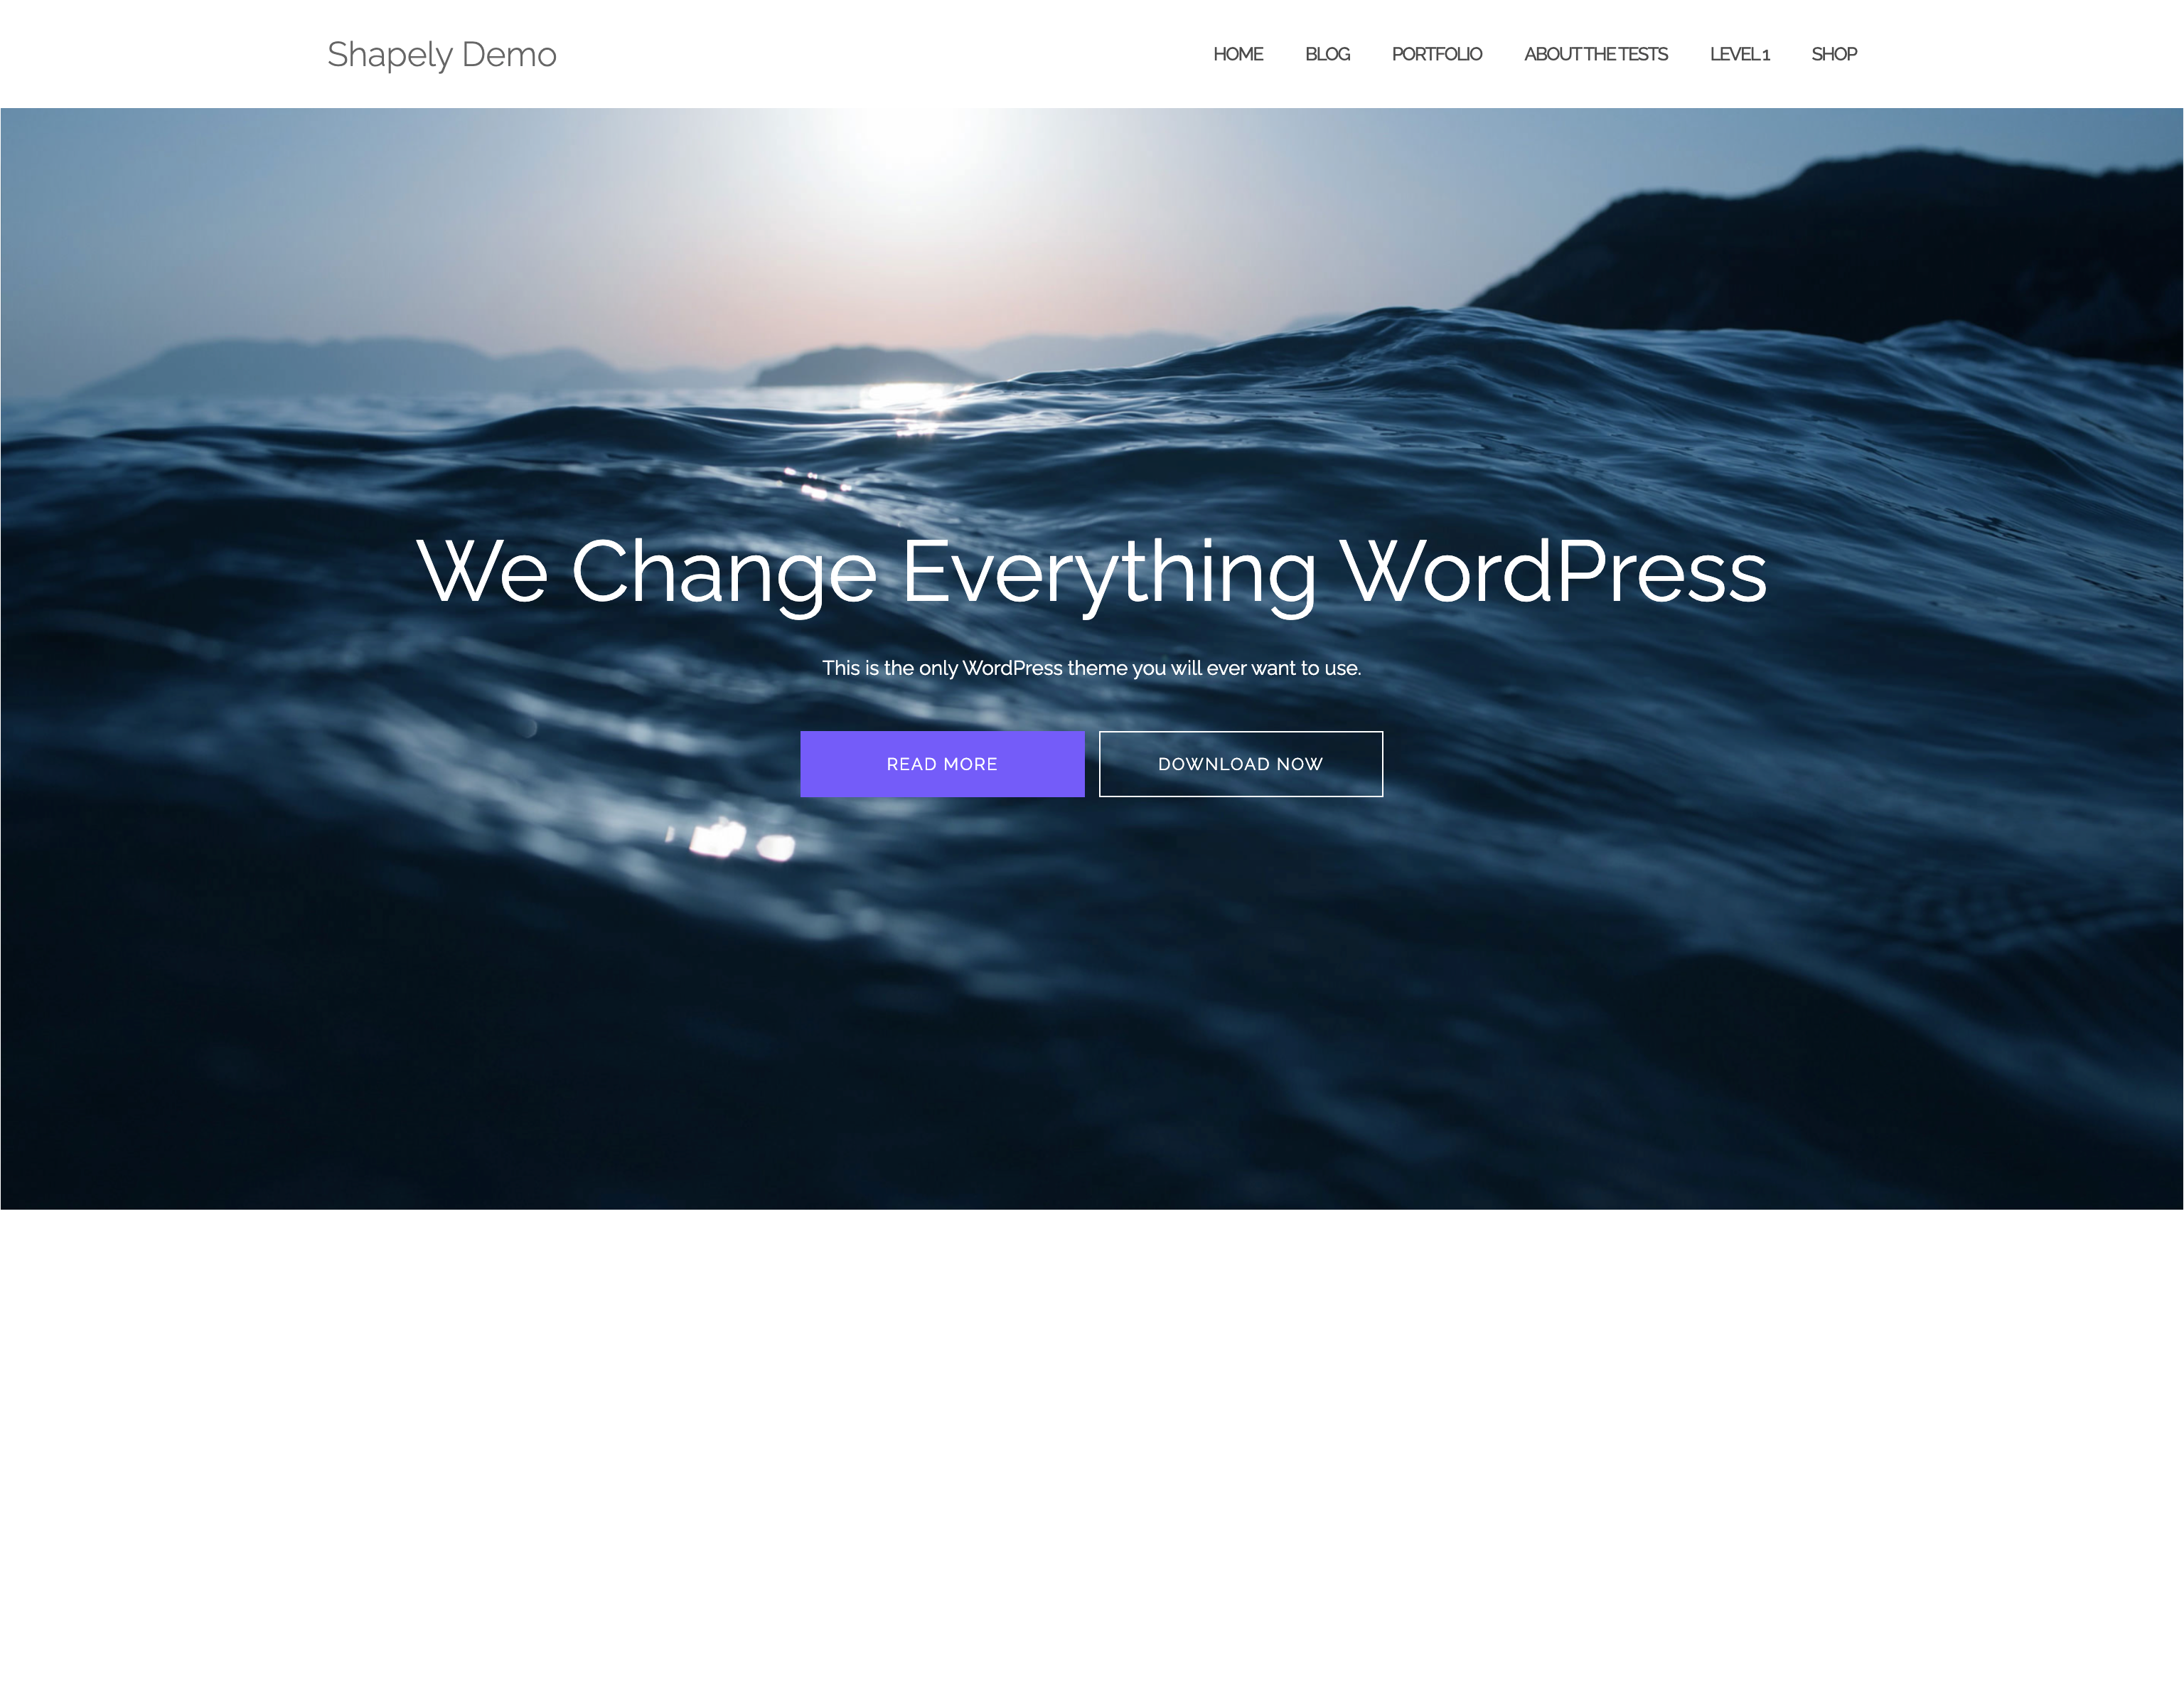 Shapely Demo
HOME BLOG PORTFOLIO ABOUT THE TESTS LEVEL 1 SHOP
We Change Everything WordPress
This is the only WordPress theme you will ever want to use.
READ MORE DOWNLOAD NOW